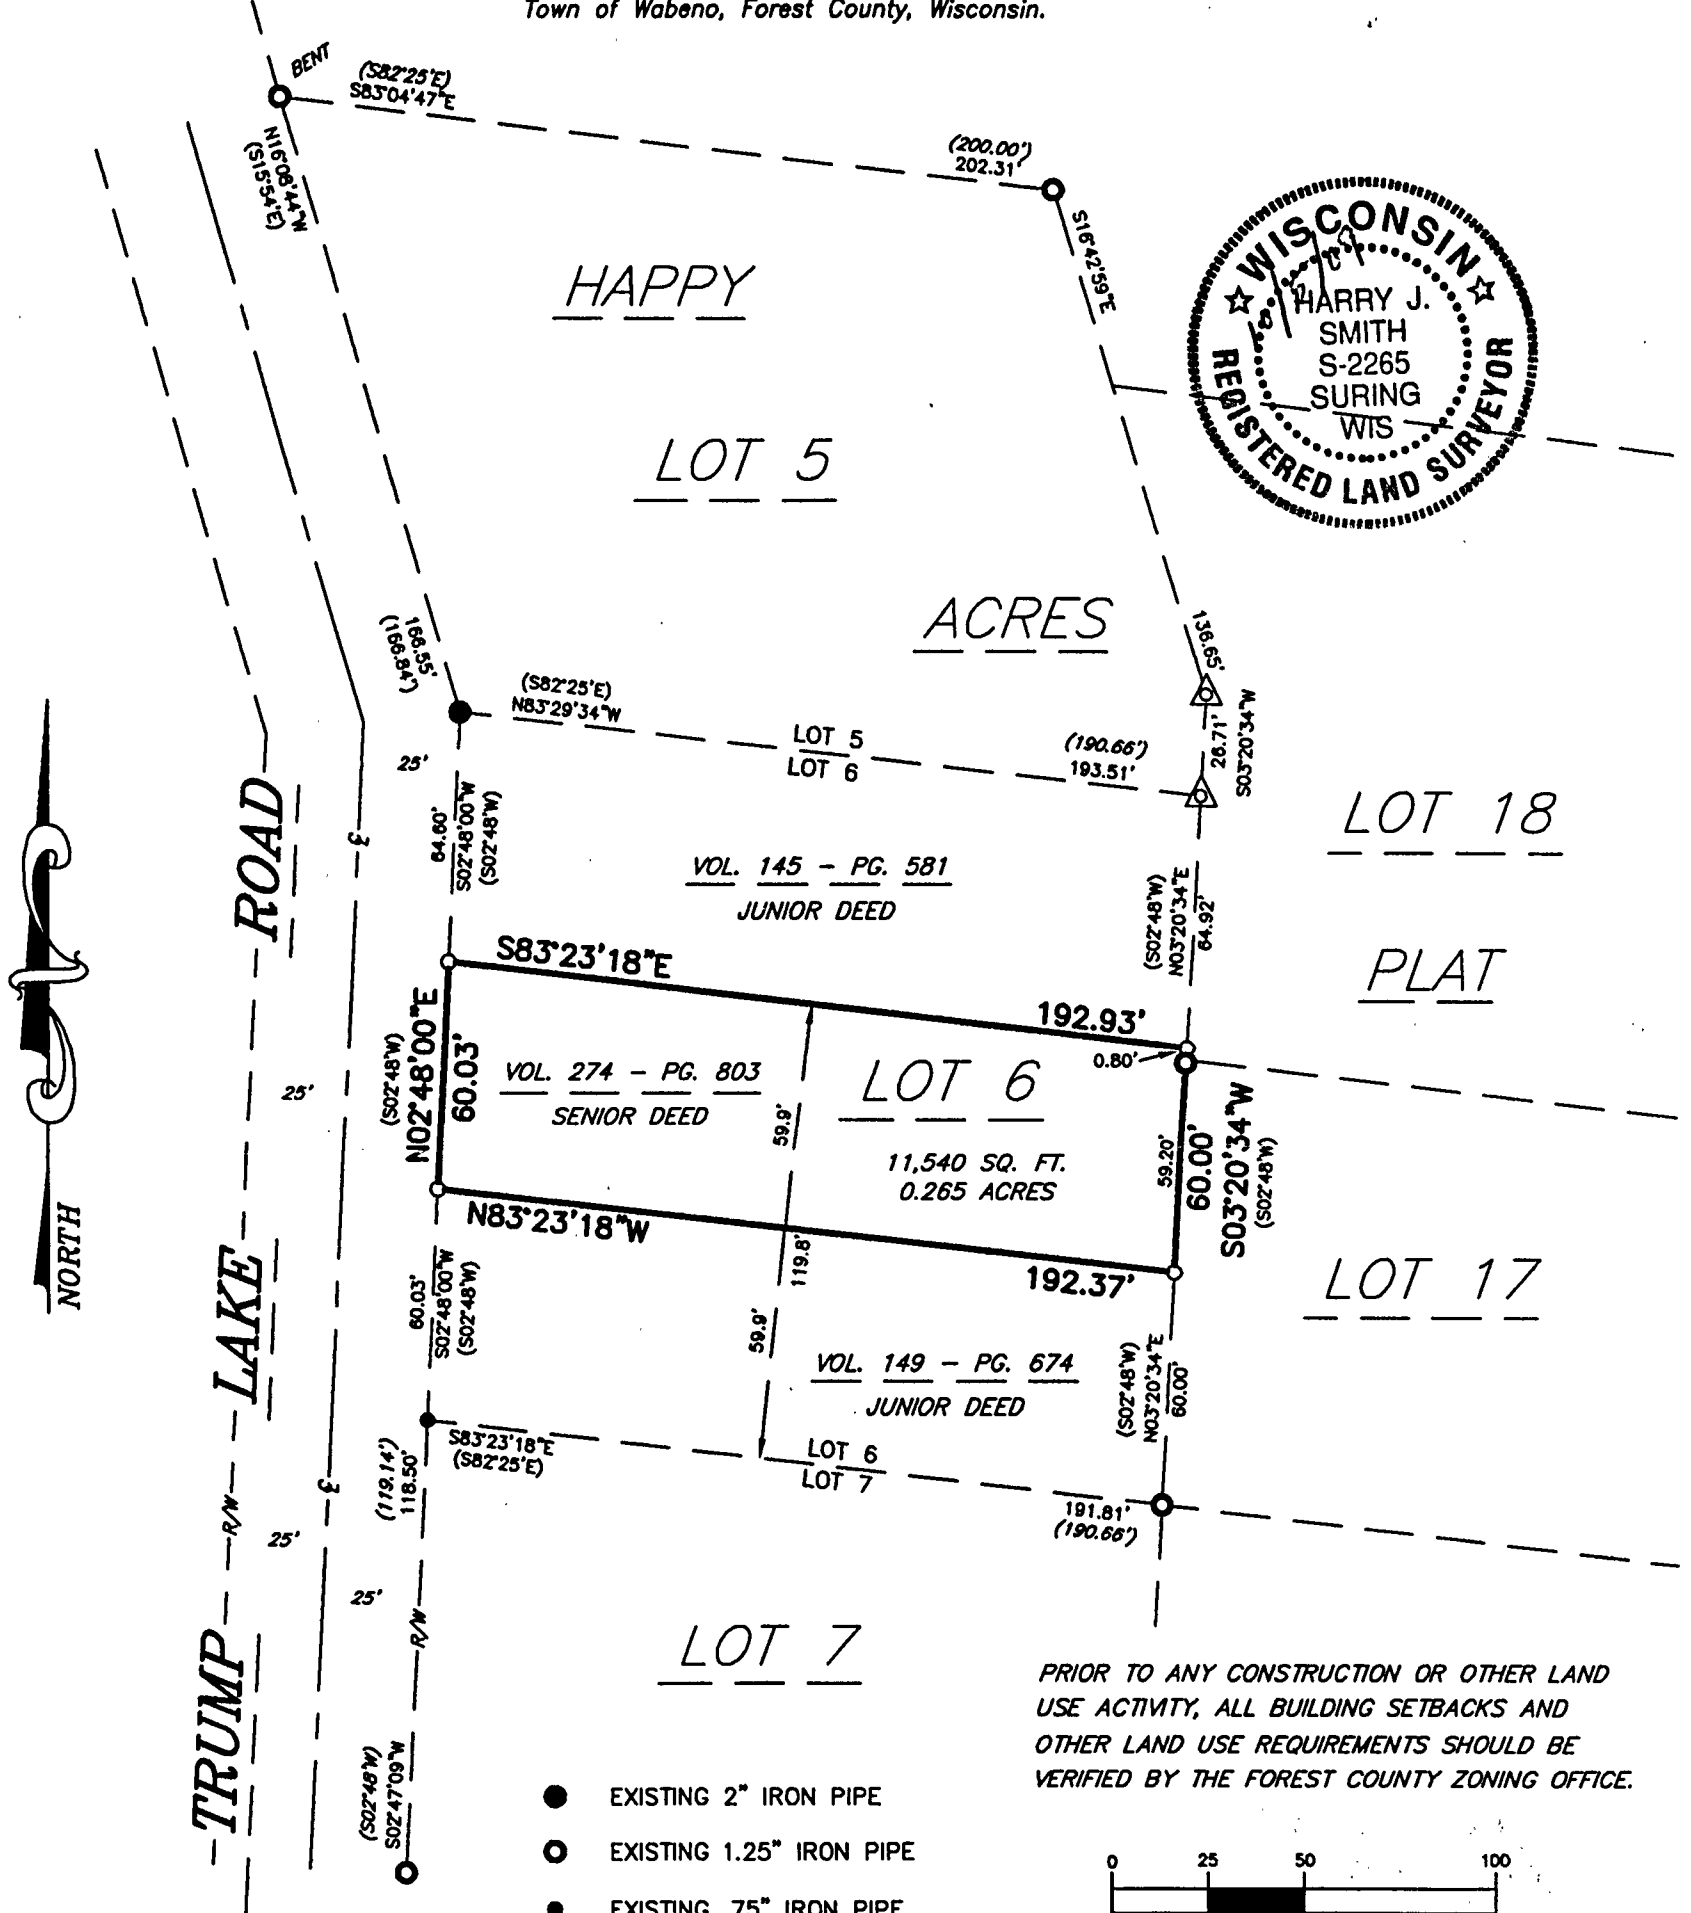 Town of Wabeno, Forest County, Wisconsin.
BENT
(S82°25'E)
S83°04'47"E
(200.00')
202.31'
N16°08'44"W
(S15°54'E)
S16°42'59"E
WISCONSIN
HARRY J.
SMITH
S-2265
SURING
WIS
REGISTERED LAND SURVEYOR
HAPPY
LOT 5
ACRES
136.65'
(166.84')
(S82°25'E)
N83°29'34"W
LOT 5
LOT 6
(190.66')
193.51'
26.71'
S03°20'34"W
25'
64.60'
S02°48'00"W
(S02°48'W)
VOL. 145 - PG. 581
JUNIOR DEED
(S02°48'W)
N03°20'34"E
64.92'
LOT 18
PLAT
ROAD
3
S83°23'18"E
192.93'
0.80'
(S02°48'W)
N02°48'00"E
60.03'
VOL. 274 - PG. 803
SENIOR DEED
59.9'
LOT 6
11,540 SQ. FT.
0.265 ACRES
59.20'
60.00'
S03°20'34"W
(S02°48'W)
25'
N83°23'18"W
192.37'
NORTH
LAKE
60.03'
S02°48'00"W
(S02°48'W)
119.8'
59.9'
VOL. 149 - PG. 674
JUNIOR DEED
(S02°48'W)
N03°20'34"E
60.00'
LOT 17
S83°23'18"E
(S82°25'E)
LOT 6
LOT 7
191.81'
(190.66')
(119.14')
118.50'
3
R/W
25'
25'
R/W
TRUMP
LOT 7
(S02°48'W)
S02°47'09"W
PRIOR TO ANY CONSTRUCTION OR OTHER LAND
USE ACTIVITY, ALL BUILDING SETBACKS AND
OTHER LAND USE REQUIREMENTS SHOULD BE
VERIFIED BY THE FOREST COUNTY ZONING OFFICE.
EXISTING 2" IRON PIPE
EXISTING 1.25" IRON PIPE
EXISTING .75" IRON PIPE
0 25 50 100